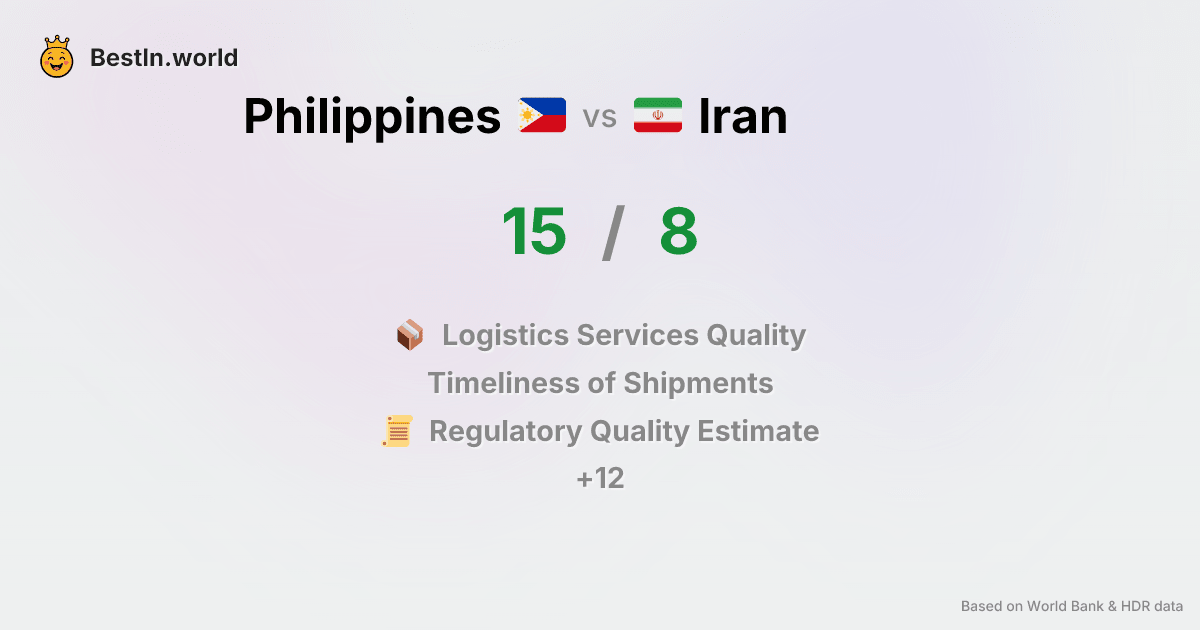 BestIn.world
Philippines vs Iran
15 / 8
Logistics Services Quality
Timeliness of Shipments
Regulatory Quality Estimate
+12
Based on World Bank & HDR data